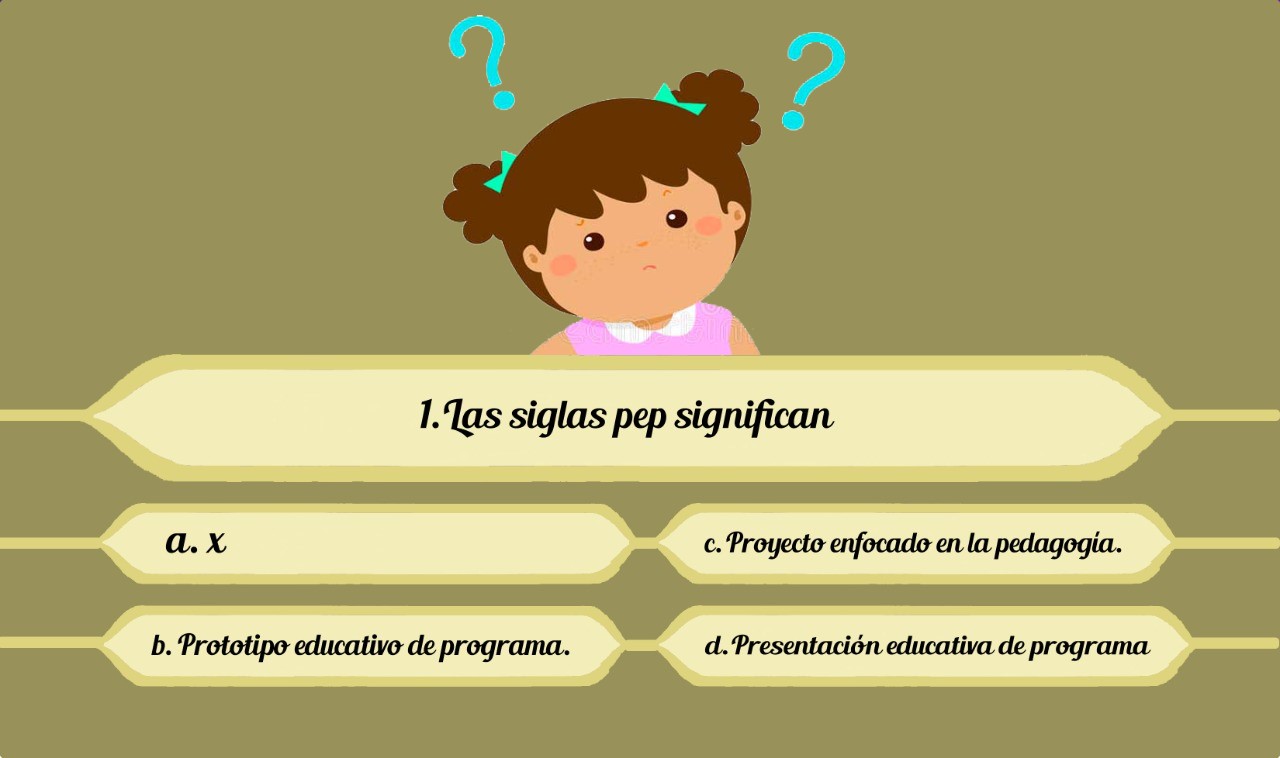 ?
?
1.Las siglas pep significan
a. x
c. Proyecto enfocado en la pedagogía.
b. Prototipo educativo de programa.
d.Presentación educativa de programa